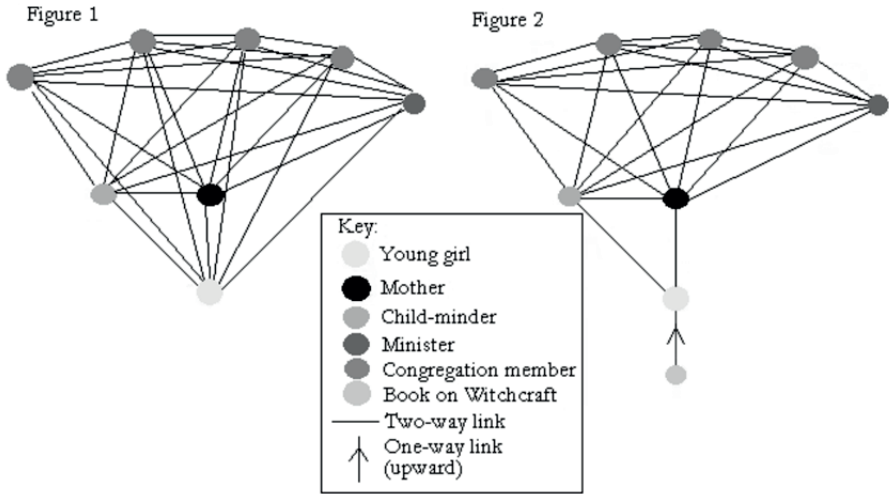 Figure 1
Figure 2
Key:
Young girl
Mother
Child-minder
Minister
Congregation member
Book on Witchcraft
Two-way link
One-way link
(upward)